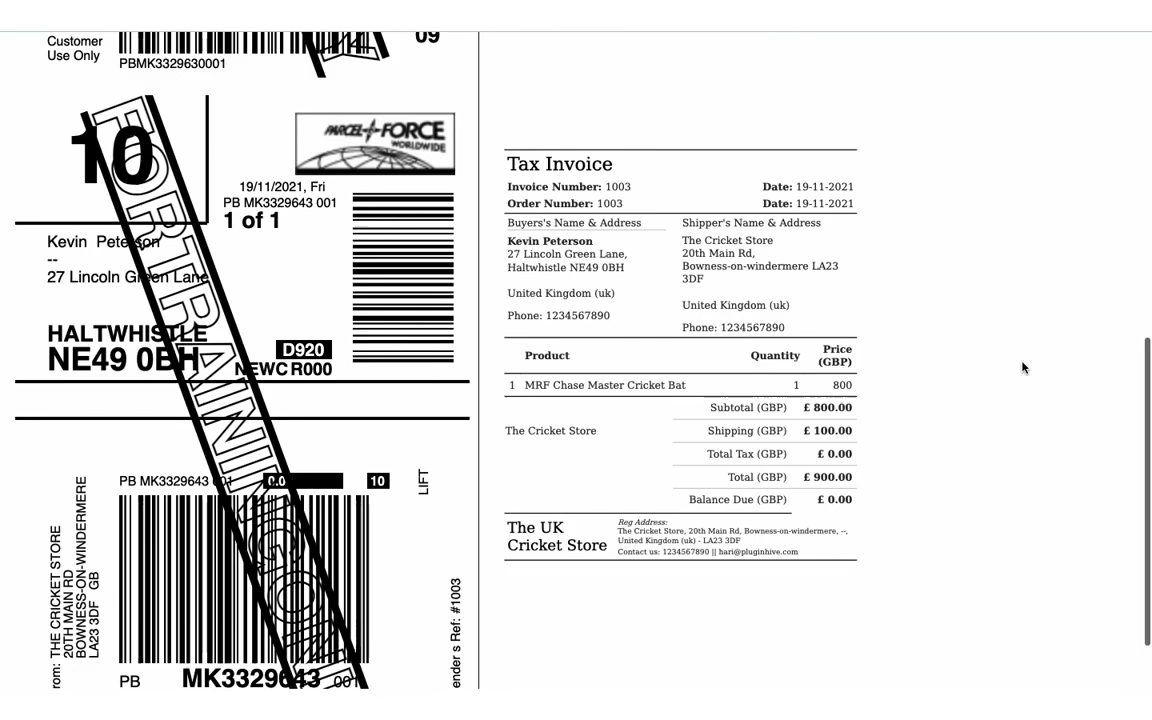 Customer
Use Only
PBMK3329630001
09
10
PARCEL FORCE
WORLDWIDE
19/11/2021, Fri
PB MK3329643 001
1 of 1
Kevin Peterson
--
27 Lincoln Green Lane
HALTWHISTLE
NE49 0BH
D920
NEWC R000
PB MK3329643 001
0.0
10
LIFT
rom: THE CRICKET STORE
20TH MAIN RD
BOWNESS-ON-WINDERMERE
LA23 3DF GB
ender s Ref: #1003
PB MK3329643 001
FOR TRAINING ON
Tax Invoice
Invoice Number: 1003 Date: 19-11-2021
Order Number: 1003 Date: 19-11-2021
Buyers's Name & Address Shipper's Name & Address
Kevin Peterson
27 Lincoln Green Lane,
Haltwhistle NE49 0BH
United Kingdom (uk)
Phone: 1234567890
The Cricket Store
20th Main Rd,
Bowness-on-windermere LA23
3DF
United Kingdom (uk)
Phone: 1234567890
Product Quantity Price
(GBP)
1 MRF Chase Master Cricket Bat 1 800
Subtotal (GBP) £ 800.00
The Cricket Store Shipping (GBP) £ 100.00
Total Tax (GBP) £ 0.00
Total (GBP) £ 900.00
Balance Due (GBP) £ 0.00
The UK
Cricket Store
Reg Address:
The Cricket Store, 20th Main Rd, Bowness-on-windermere, --,
United Kingdom (uk) - LA23 3DF
Contact us: 1234567890 || hari@pluginhive.com